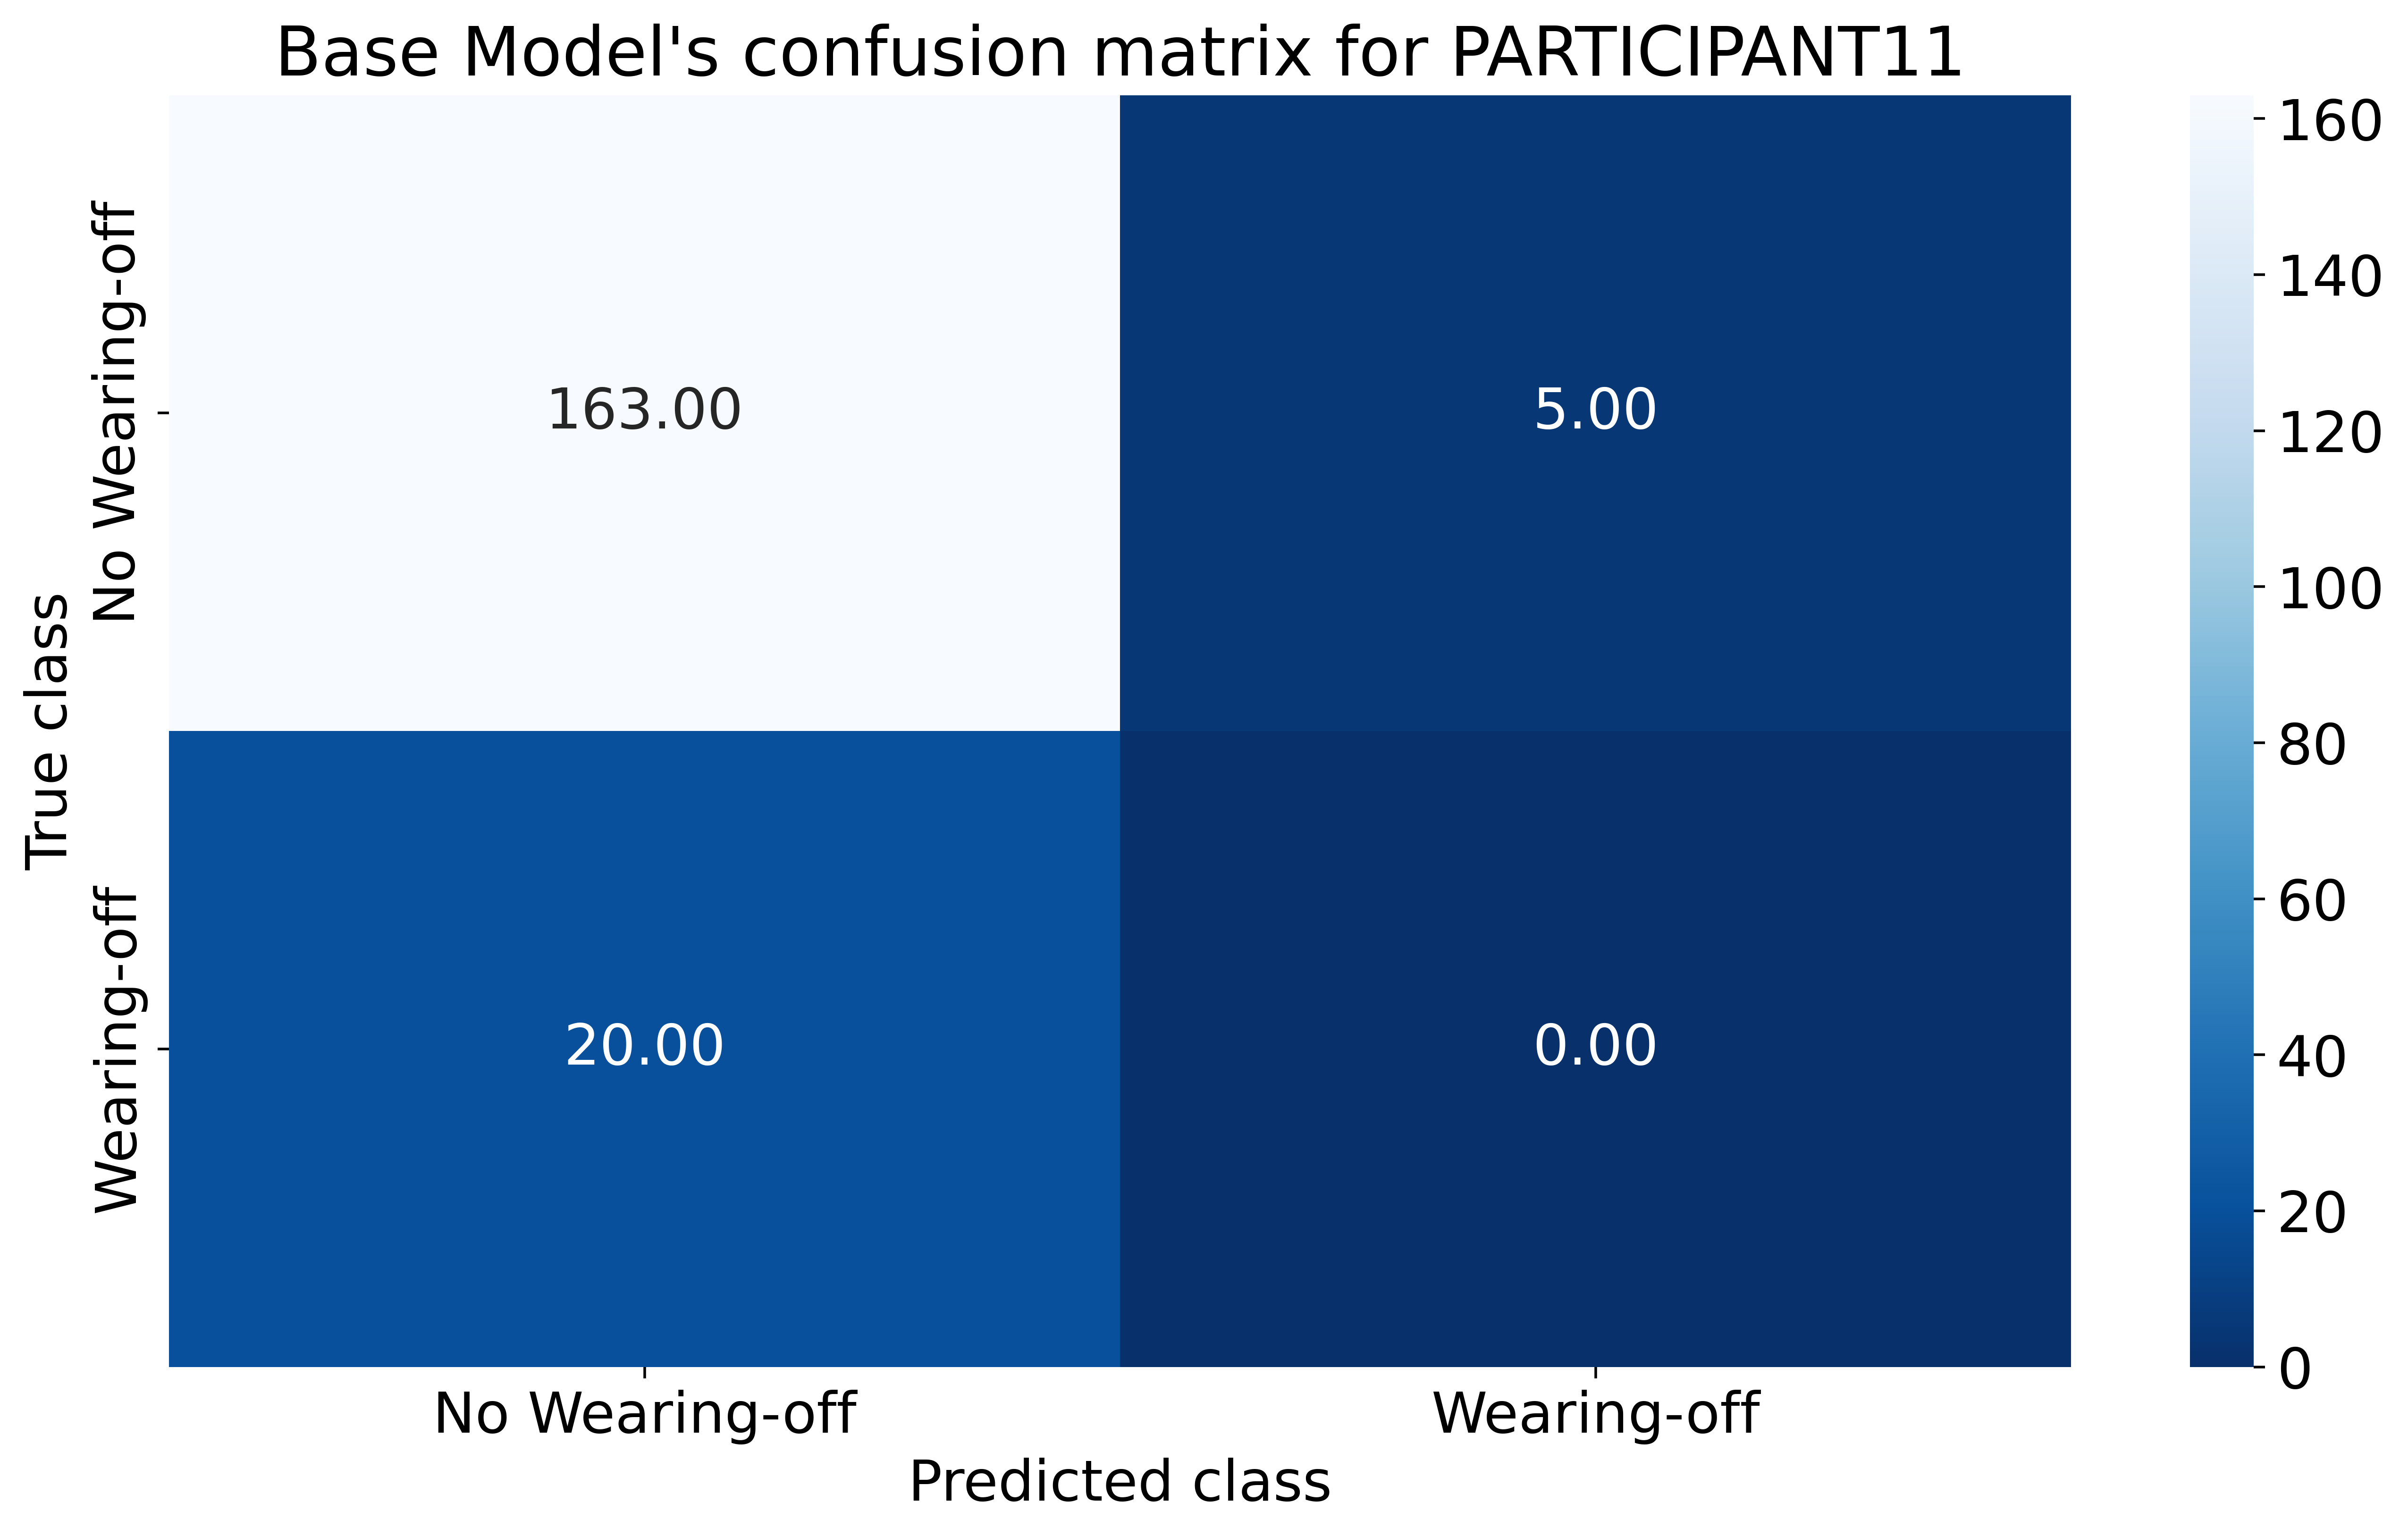 Base Model's confusion matrix for PARTICIPANT11
True class
No Wearing-off
Wearing-off
163.00
5.00
20.00
0.00
No Wearing-off
Wearing-off
Predicted class
160
140
120
100
80
60
40
20
0